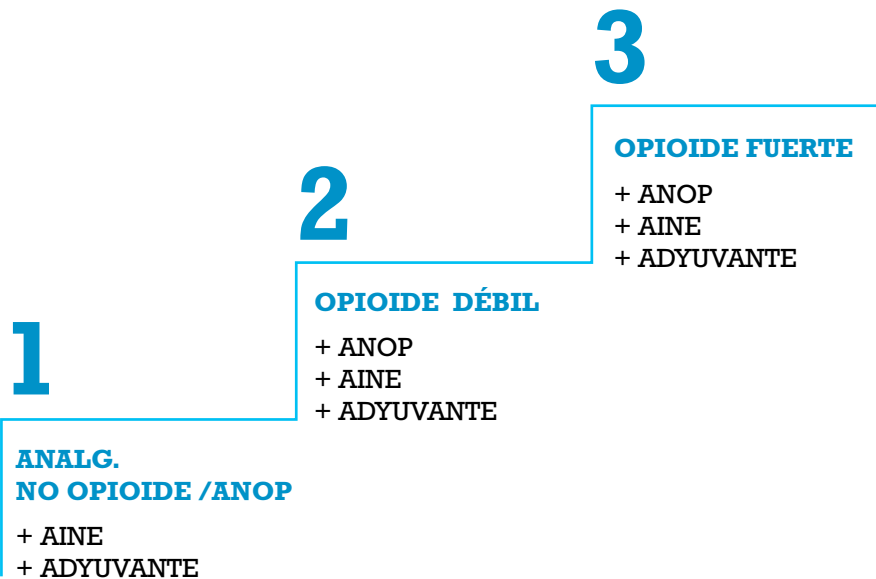 3
OPIOIDE FUERTE
+ ANOP
+ AINE
+ ADYUVANTE
2
OPIOIDE DÉBIL
+ ANOP
+ AINE
+ ADYUVANTE
1
ANALG.
NO OPIOIDE /ANOP
+ AINE
+ ADYUVANTE